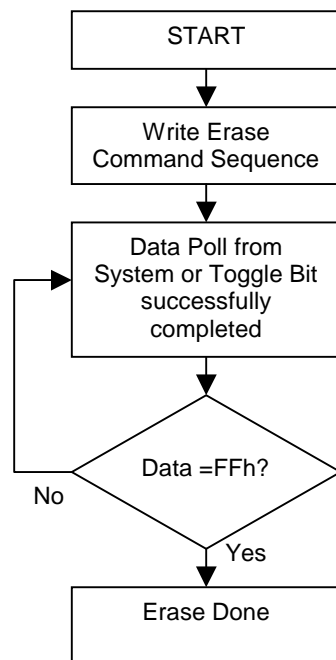 START
Write Erase
Command Sequence
Data Poll from
System or Toggle Bit
successfully
completed
Data =FFh?
No
Yes
Erase Done